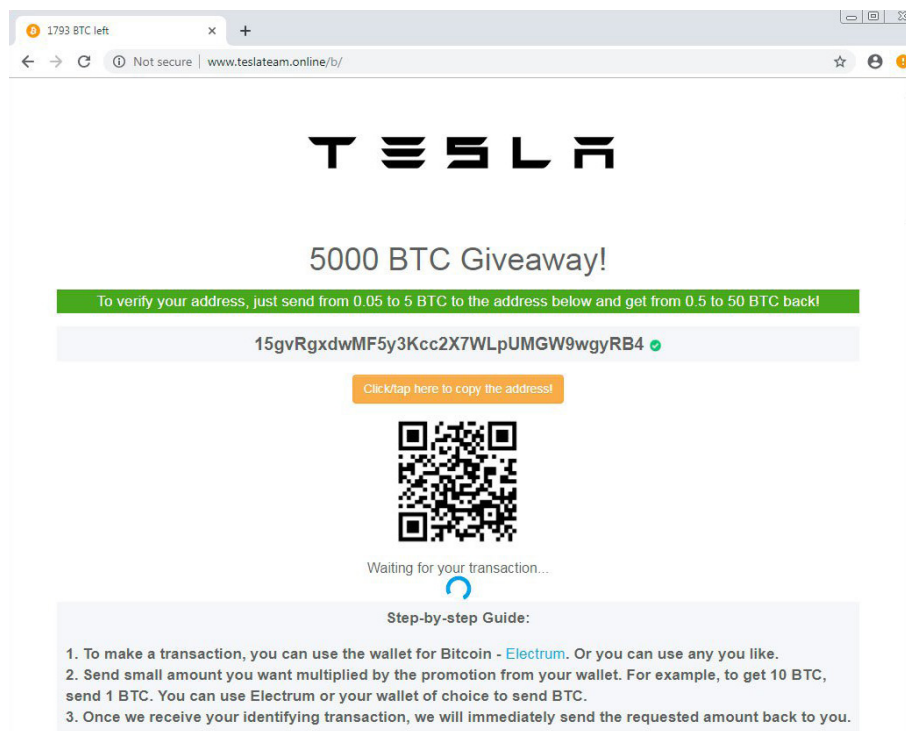 1793 BTC left
Not secure | www.teslateam.online/b/
TESLA
5000 BTC Giveaway!
To verify your address, just send from 0.05 to 5 BTC to the address below and get from 0.5 to 50 BTC back!
15gvRgxdwMF5y3Kcc2X7WLpUMGW9wgyRB4
Click/tap here to copy the address!
Waiting for your transaction...
Step-by-step Guide:
1. To make a transaction, you can use the wallet for Bitcoin - Electrum. Or you can use any you like.
2. Send small amount you want multiplied by the promotion from your wallet. For example, to get 10 BTC,
send 1 BTC. You can use Electrum or your wallet of choice to send BTC.
3. Once we receive your identifying transaction, we will immediately send the requested amount back to you.